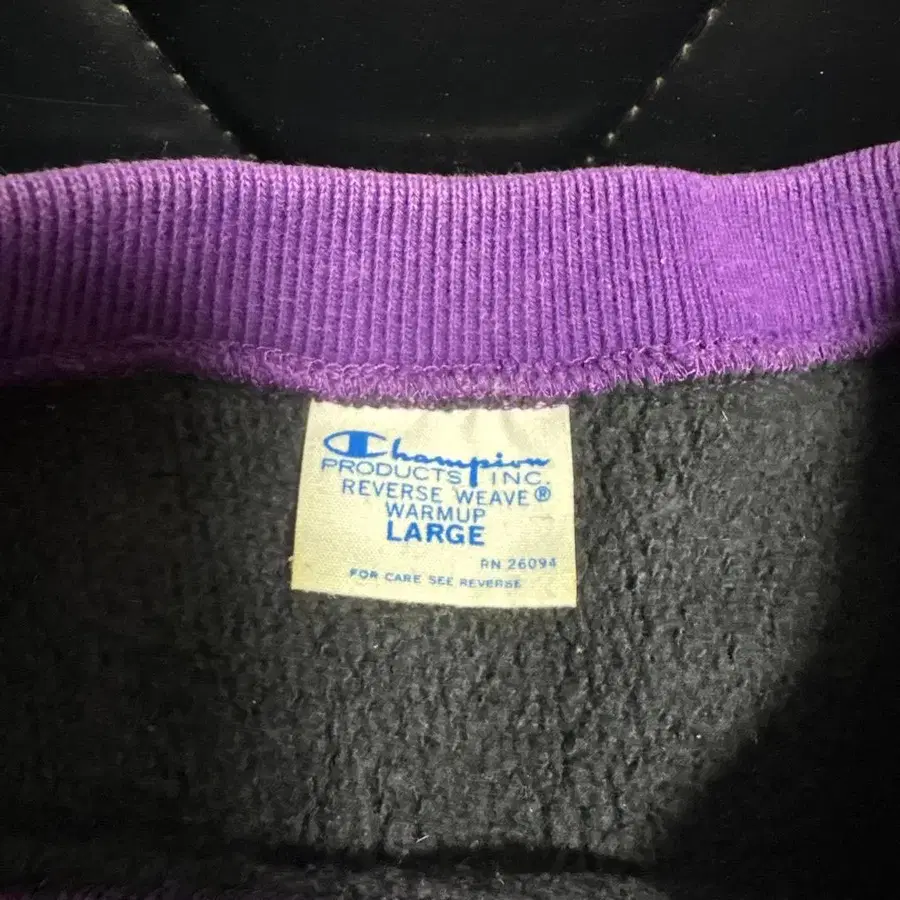 Champion
PRODUCTS INC.
REVERSE WEAVE®
WARMUP
LARGE
RN 26094
FOR CARE SEE REVERSE